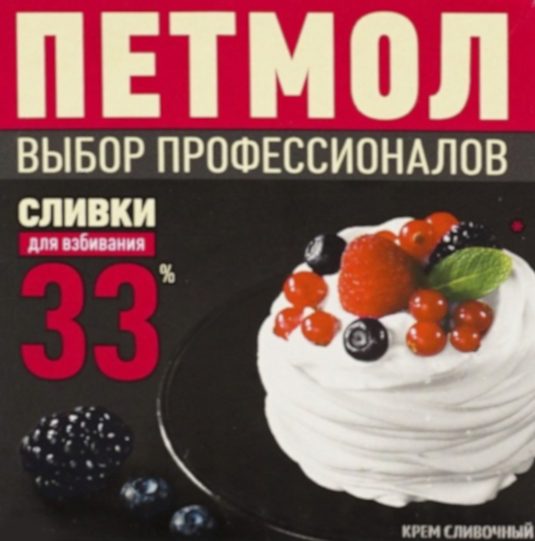 ПЕТМОЛ
ВЫБОР ПРОФЕССИОНАЛОВ
СЛИВКИ
для взбивания
33%
*
КРЕМ СЛИВОЧНЫЙ